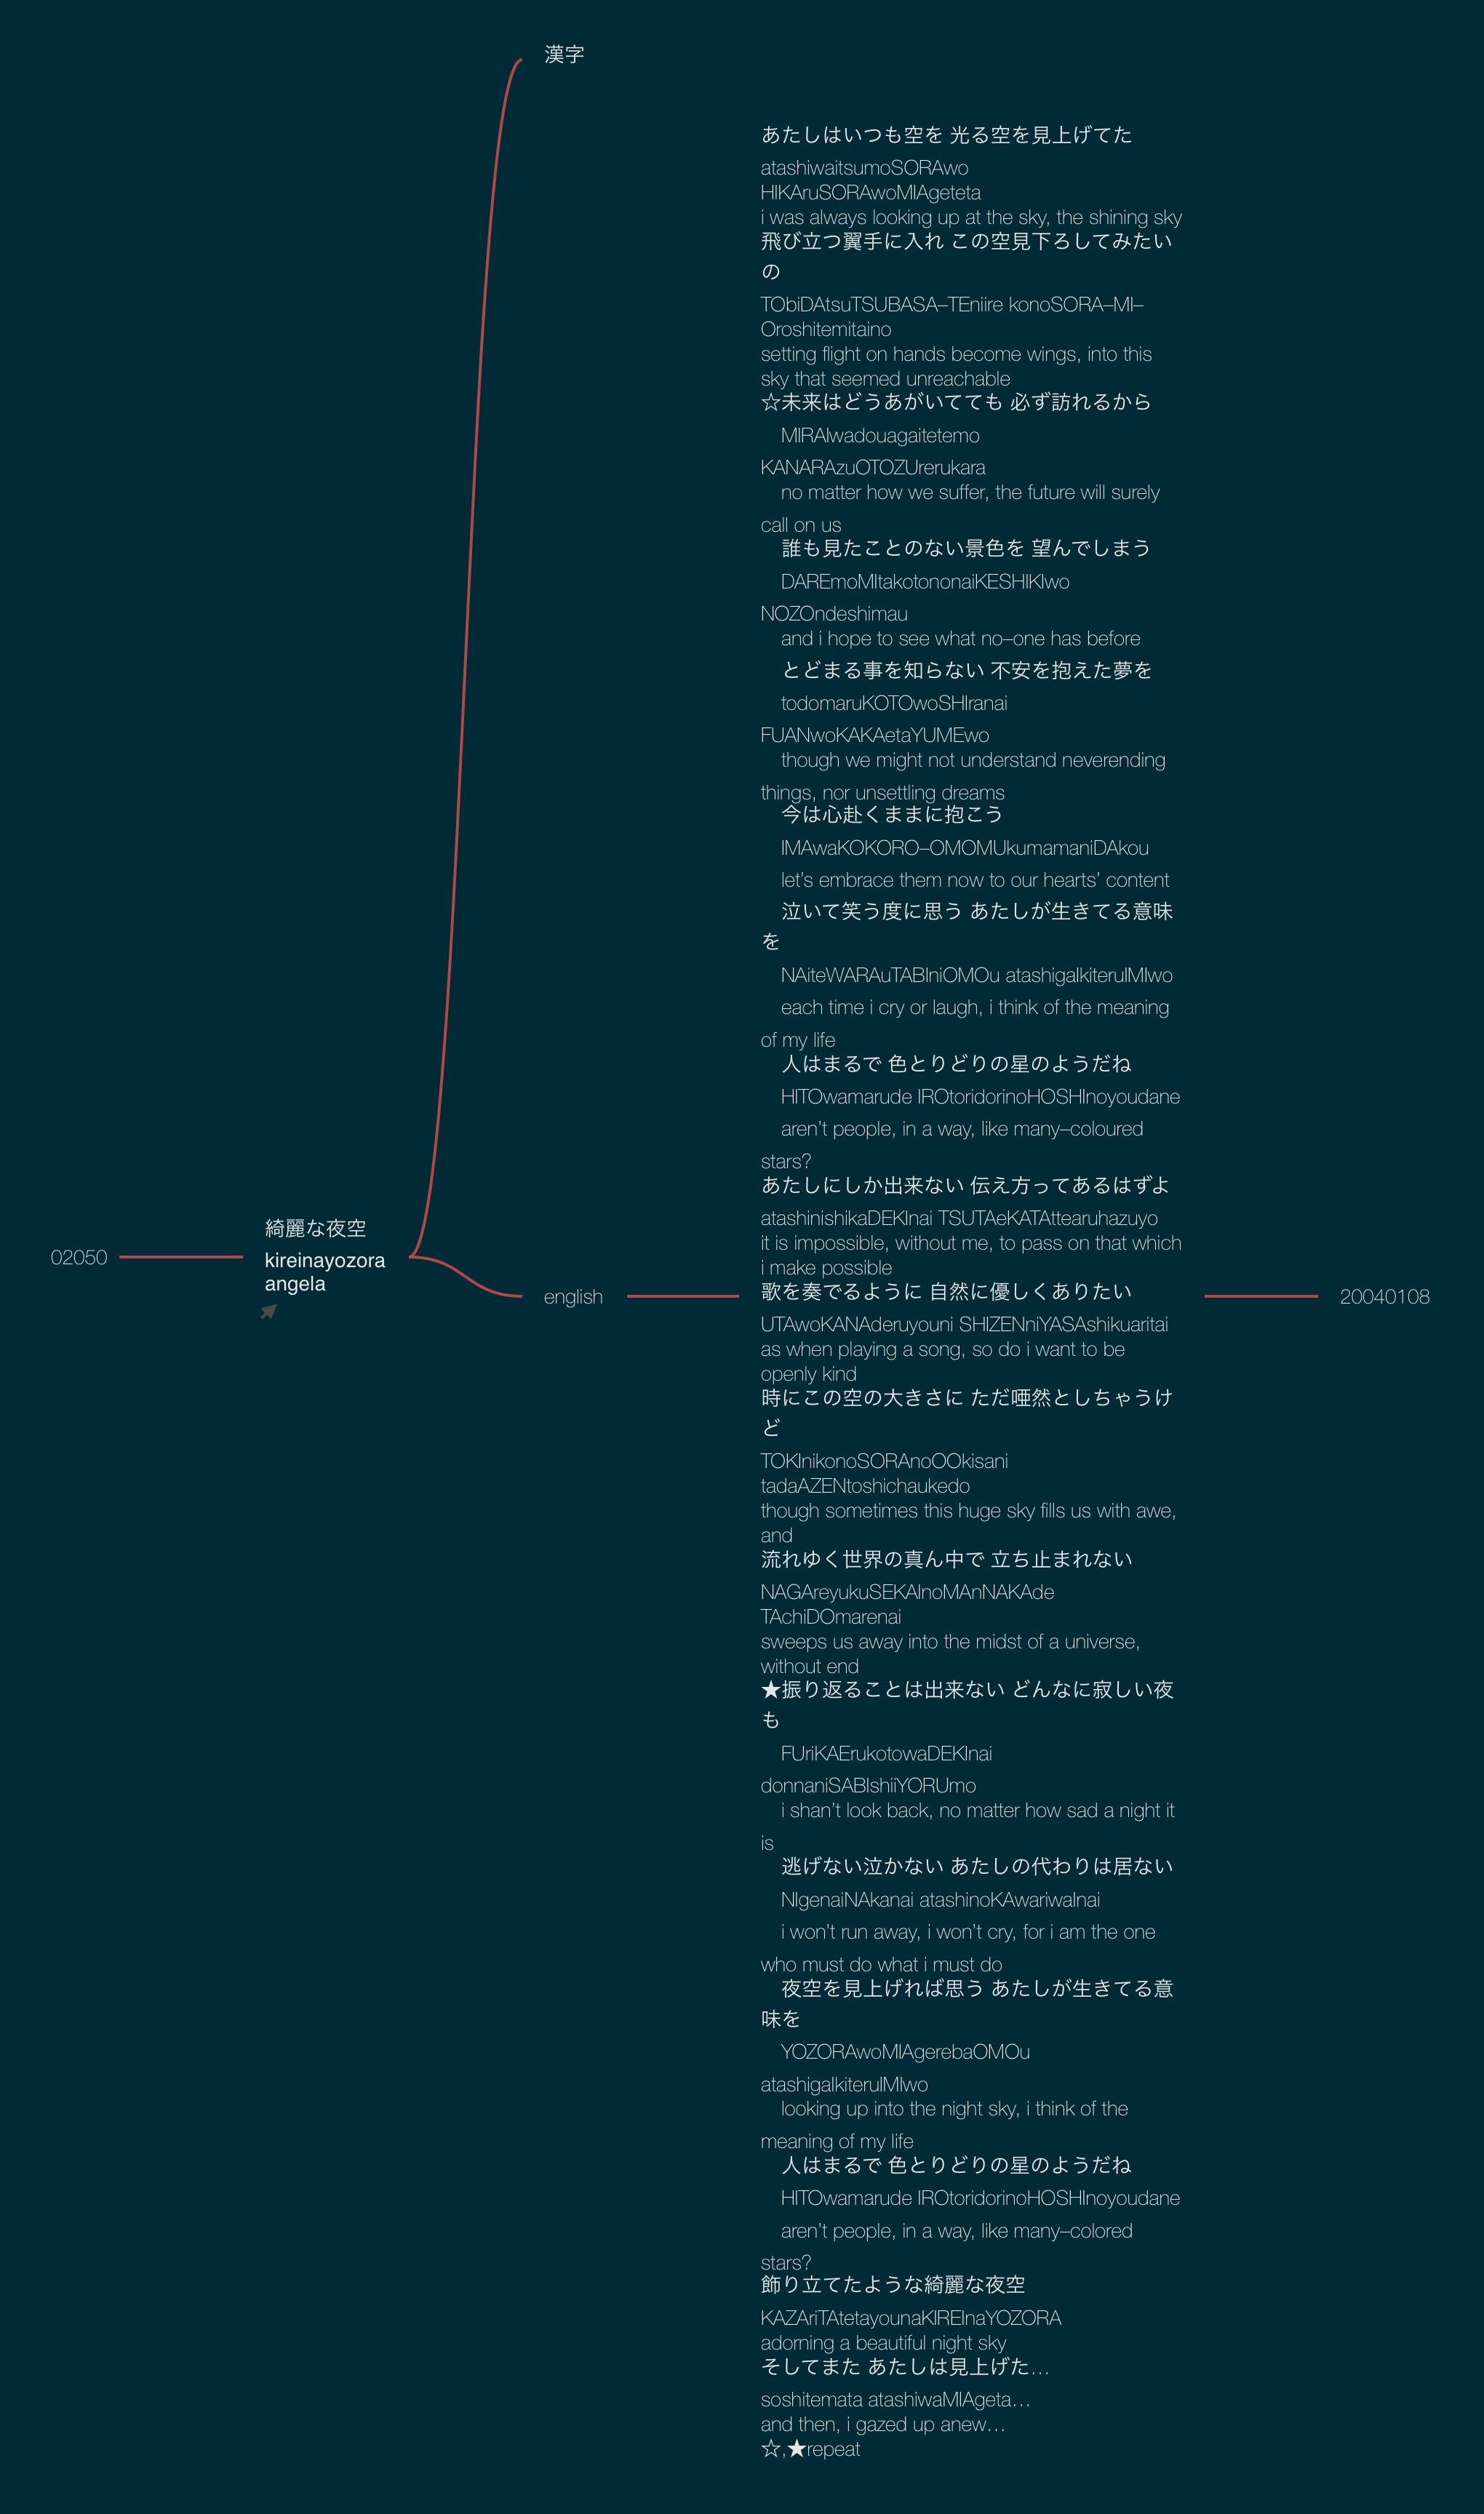 漢字
あたしはいつも空を 光る空を見上げてた
atashiwaitsumoSORAwo
HIKAruSORAwoMIAgeteta
i was always looking up at the sky, the shining sky
飛び立つ翼手に入れ この空見下ろしてみたい
の
TObiDAtsuTSUBASA–TEniire konoSORA–MI–
Oroshitemitaino
setting flight on hands become wings, into this
sky that seemed unreachable
☆未来はどうあがいてても 必ず訪れるから
MIRAIwadouagaitetemo
KANARAzuOTOZUrerukara
no matter how we suffer, the future will surely
call on us
誰も見たことのない景色を 望んでしまう
DAREmoMItakotononaiKESHIKIwo
NOZOndeshimau
and i hope to see what no–one has before
とどまる事を知らない 不安を抱えた夢を
todomaruKOTOwoSHIranai
FUANwoKAKAetaYUMEwo
though we might not understand neverending
things, nor unsettling dreams
今は心赴くままに抱こう
IMAwaKOKORO–OMOMUkumamaniDAkou
let’s embrace them now to our hearts’ content
泣いて笑う度に思う あたしが生きてる意味
を
NAiteWARAuTABIniOMOu atashigaIkiteruIMIwo
each time i cry or laugh, i think of the meaning
of my life
人はまるで 色とりどりの星のようだね
HITOwamarude IROtoridorinoHOSHInoyoudane
aren’t people, in a way, like many–coloured
stars?
あたしにしか出来ない 伝え方ってあるはずよ
atashinishikaDEKInai TSUTAeKATAttearuhazuyo
it is impossible, without me, to pass on that which
i make possible
歌を奏でるように 自然に優しくありたい
UTAwoKANAderuyouni SHIZENniYASAshikuaritai
as when playing a song, so do i want to be
openly kind
時にこの空の大きさに ただ唖然としちゃうけ
ど
TOKInikonoSORAnoOOkisani
tadaAZENtoshichaukedo
though sometimes this huge sky fills us with awe,
and
流れゆく世界の真ん中で 立ち止まれない
NAGAreyukuSEKAInoMAnNAKAde
TAchiDOmarenai
sweeps us away into the midst of a universe,
without end
★振り返ることは出来ない どんなに寂しい夜
も
FUriKAErukotowaDEKInai
donnaniSABIshiiYORUmo
i shan’t look back, no matter how sad a night it
is
逃げない泣かない あたしの代わりは居ない
NIgenaiNAkanai atashinoKAwariwaInai
i won’t run away, i won’t cry, for i am the one
who must do what i must do
夜空を見上げれば思う あたしが生きてる意
味を
YOZORAwoMIAgerebaOMOu
atashigaIkiteruIMIwo
looking up into the night sky, i think of the
meaning of my life
人はまるで 色とりどりの星のようだね
HITOwamarude IROtoridorinoHOSHInoyoudane
aren’t people, in a way, like many–colored
stars?
飾り立てたような綺麗な夜空
KAZAriTAtetayounaKIREInaYOZORA
adorning a beautiful night sky
そしてまた あたしは見上げた…
soshitemata atashiwaMIAgeta…
and then, i gazed up anew…
☆,★repeat
綺麗な夜空
kireinayozora
angela
02050
english
20040108